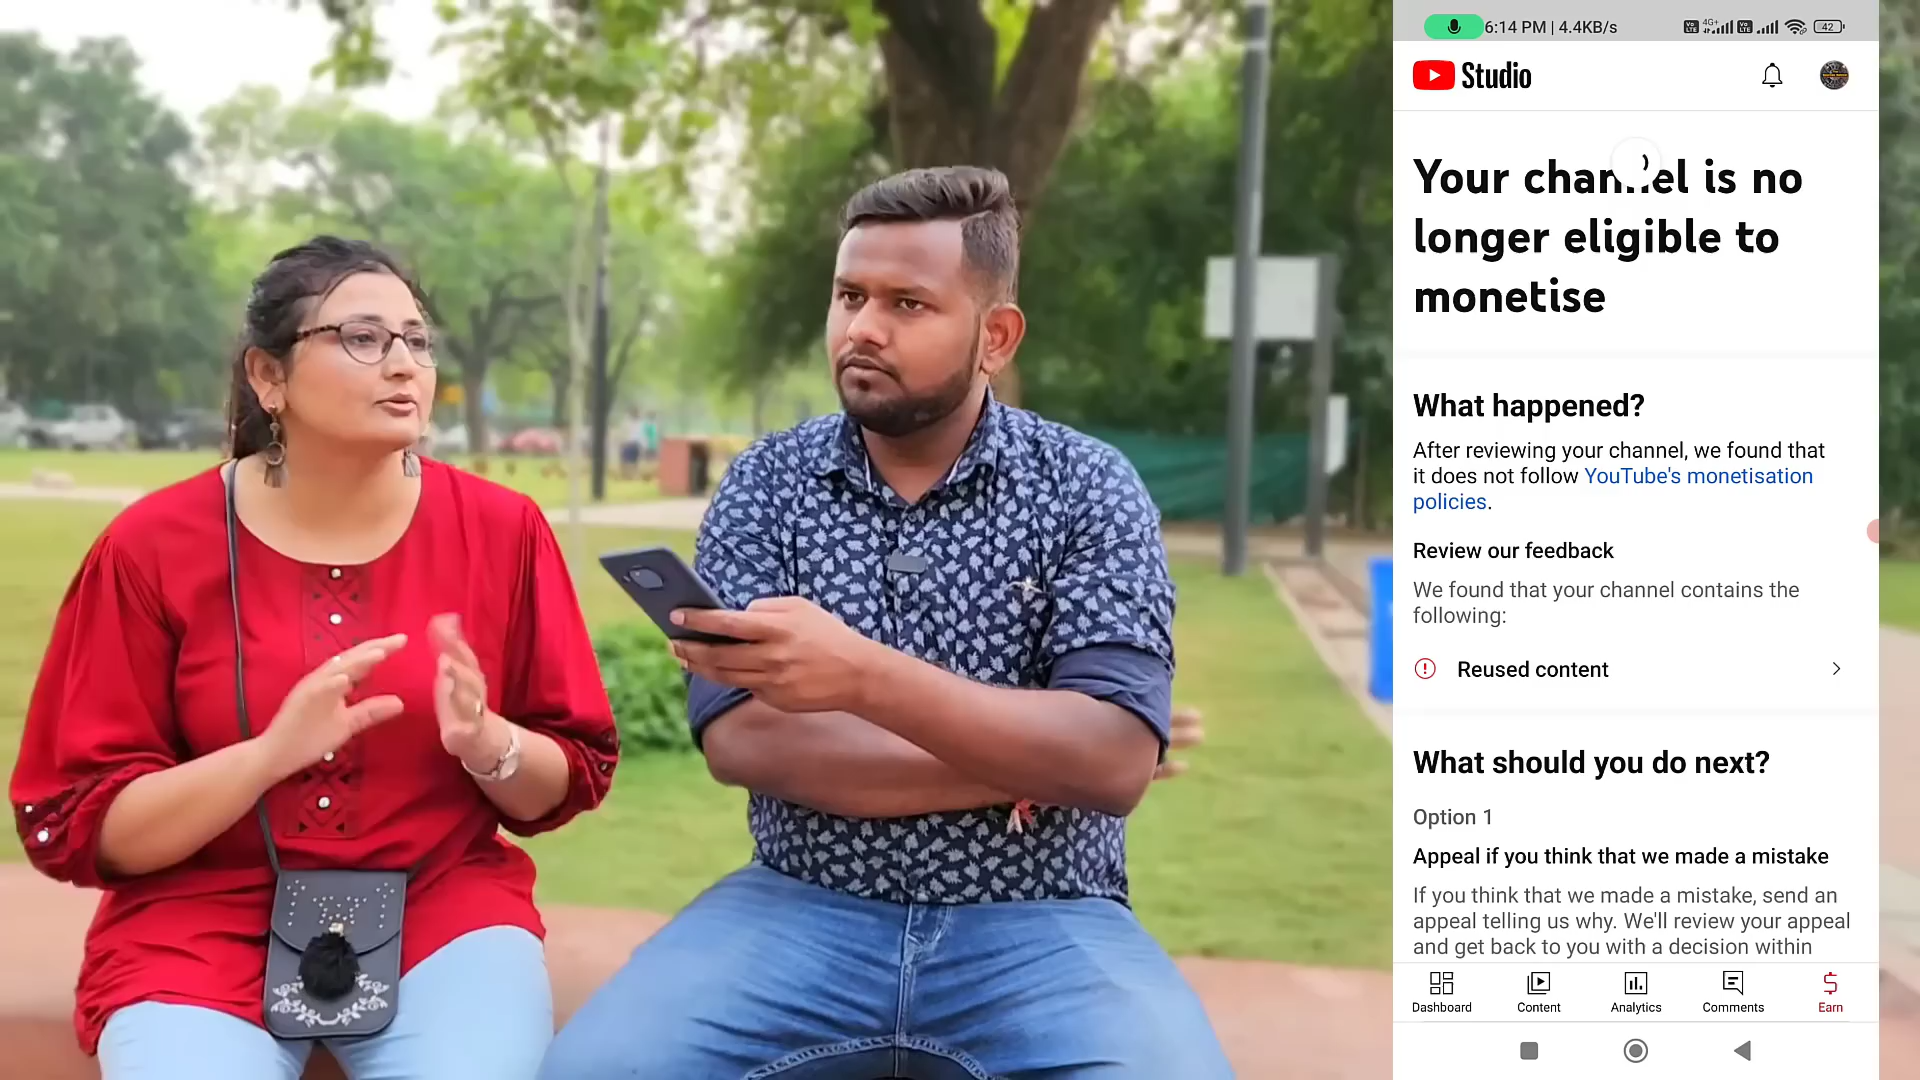 6:14 PM | 4.4KB/s
4G+
42
Studio
Your channel is no
longer eligible to
monetise
What happened?
After reviewing your channel, we found that
it does not follow YouTube's monetisation
policies.
Review our feedback
We found that your channel contains the
following:
Reused content
What should you do next?
Option 1
Appeal if you think that we made a mistake
If you think that we made a mistake, send an
appeal telling us why. We'll review your appeal
and get back to you with a decision within
Dashboard
Content
Analytics
Comments
Earn